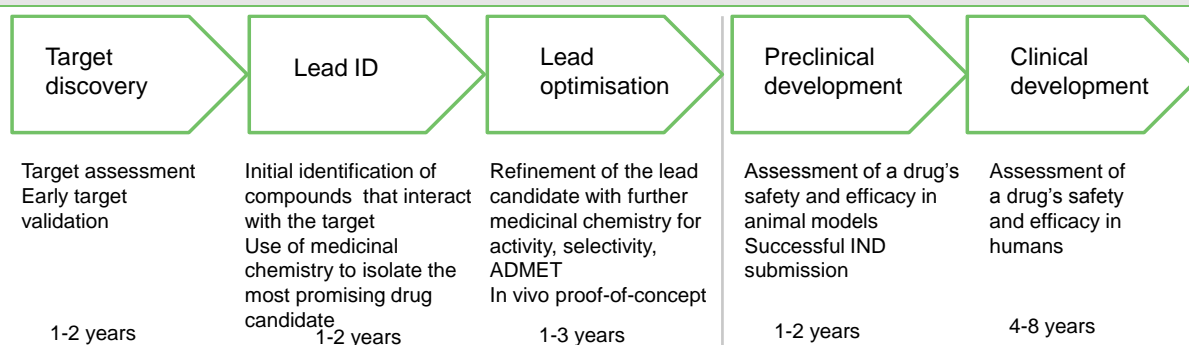 Target
discovery
Lead ID
Lead
optimisation
Preclinical
development
Clinical
development
Target assessment
Early target
validation
1-2 years
Initial identification of
compounds that interact
with the target
Use of medicinal
chemistry to isolate the
most promising drug
candidate
1-2 years
Refinement of the lead
candidate with further
medicinal chemistry for
activity, selectivity,
ADMET
In vivo proof-of-concept
1-3 years
Assessment of a drug’s
safety and efficacy in
animal models
Successful IND
submission
1-2 years
Assessment of
a drug’s safety
and efficacy in
humans
4-8 years